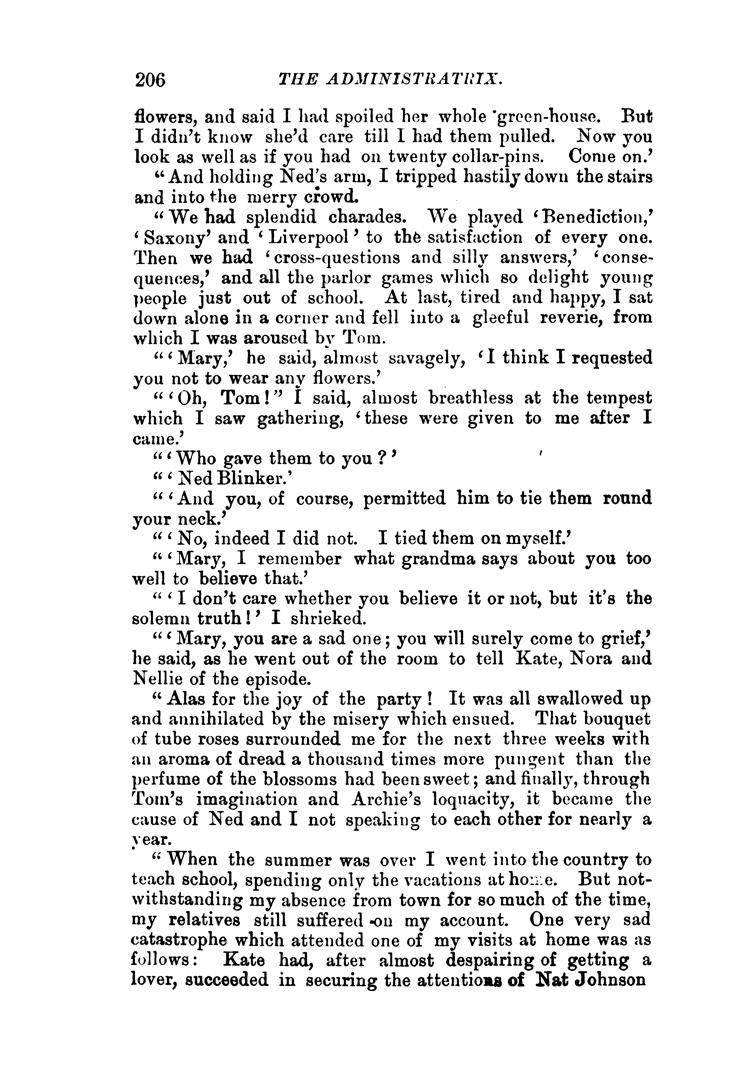 206 THE ADMINISTRATRIX.
flowers, and said I had spoiled her whole green-house. But
I didn't know she'd care till I had them pulled. Now you
look as well as if you had on twenty collar-pins. Come on.'
"And holding Ned's arm, I tripped hastily down the stairs
and into the merry crowd.
"We had splendid charades. We played 'Benediction,'
'Saxony' and 'Liverpool' to the satisfaction of every one.
Then we had 'cross-questions and silly answers,' 'conse-
quences,' and all the parlor games which so delight young
people just out of school. At last, tired and happy, I sat
down alone in a corner and fell into a gleeful reverie, from
which I was aroused by Tom.
"'Mary,' he said, almost savagely, 'I think I requested
you not to wear any flowers.'
"'Oh, Tom!" I said, almost breathless at the tempest
which I saw gathering, 'these were given to me after I
came.'
"'Who gave them to you?'
"'Ned Blinker.'
"'And you, of course, permitted him to tie them round
your neck.'
"'No, indeed I did not. I tied them on myself.'
"'Mary, I remember what grandma says about you too
well to believe that.'
"'I don't care whether you believe it or not, but it's the
solemn truth!' I shrieked.
"'Mary, you are a sad one; you will surely come to grief,'
he said, as he went out of the room to tell Kate, Nora and
Nellie of the episode.
"Alas for the joy of the party! It was all swallowed up
and annihilated by the misery which ensued. That bouquet
of tube roses surrounded me for the next three weeks with
an aroma of dread a thousand times more pungent than the
perfume of the blossoms had been sweet; and finally, through
Tom's imagination and Archie's loquacity, it became the
cause of Ned and I not speaking to each other for nearly a
year.
"When the summer was over I went into the country to
teach school, spending only the vacations at home. But not-
withstanding my absence from town for so much of the time,
my relatives still suffered on my account. One very sad
catastrophe which attended one of my visits at home was as
follows: Kate had, after almost despairing of getting a
lover, succeeded in securing the attentions of Nat Johnson